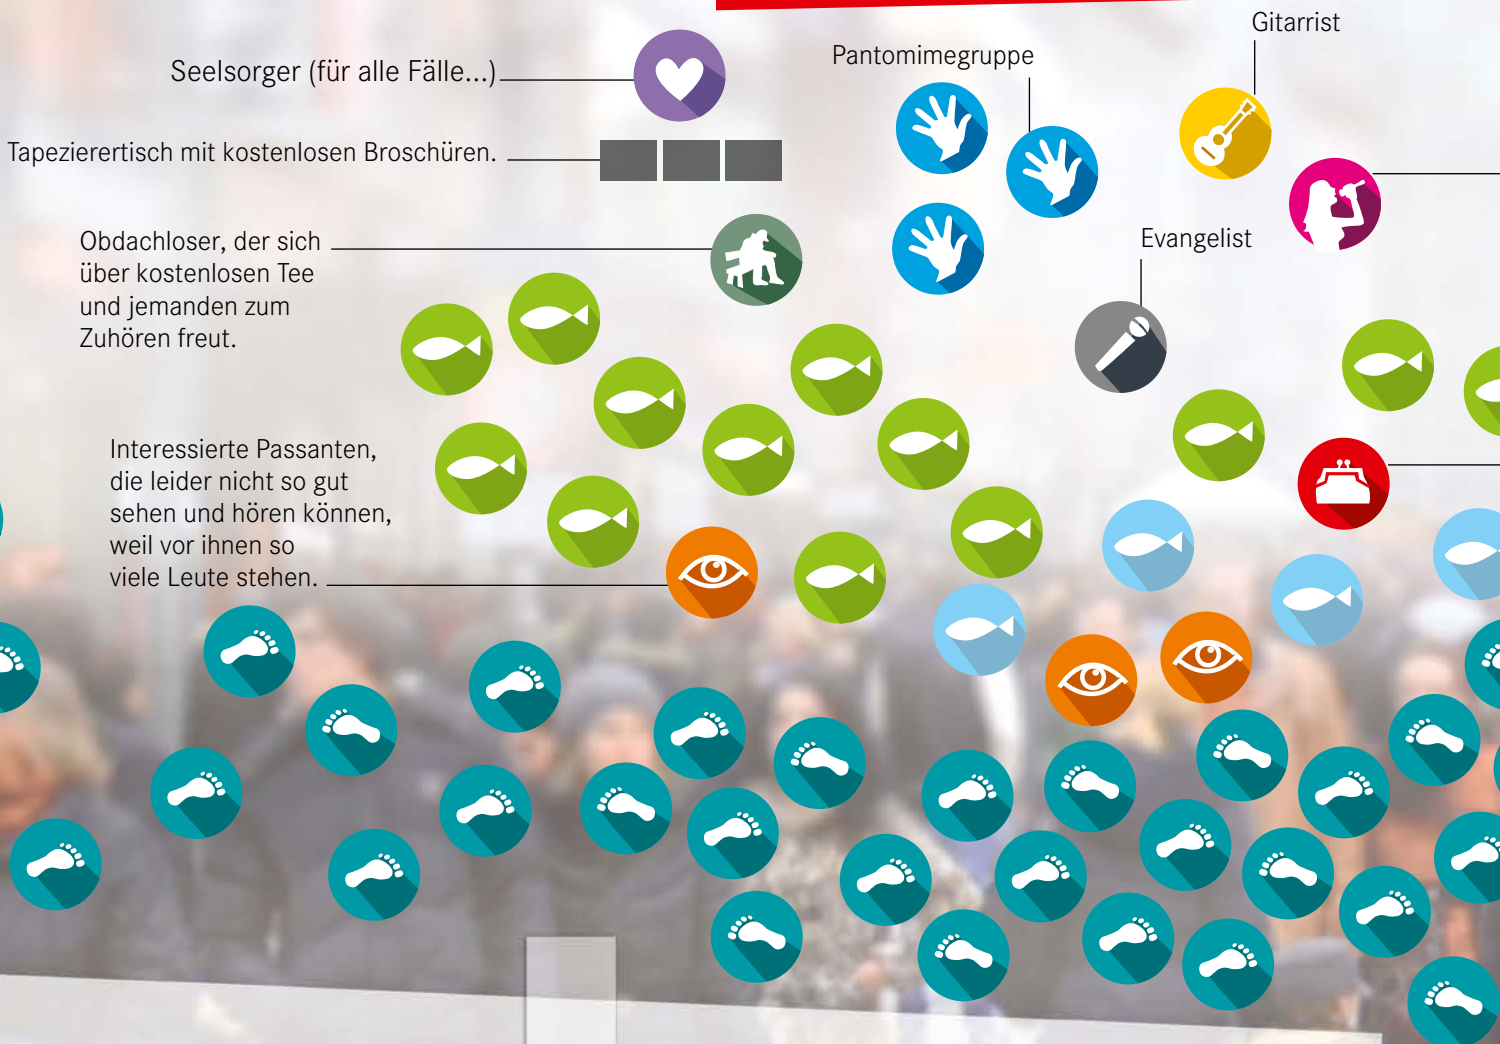 Gitarrist
Pantomimegruppe
Seelsorger (für alle Fälle...)
Tapezierertisch mit kostenlosen Broschüren.
Obdachloser, der sich
über kostenlosen Tee
und jemanden zum
Zuhören freut.
Evangelist
Interessierte Passanten,
die leider nicht so gut
sehen und hören können,
weil vor ihnen so
viele Leute stehen.